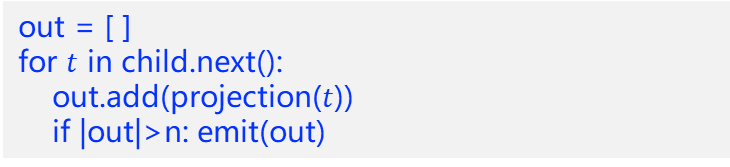 out = [ ]
for t in child.next():
    out.add(projection(t))
    if |out|>n: emit(out)